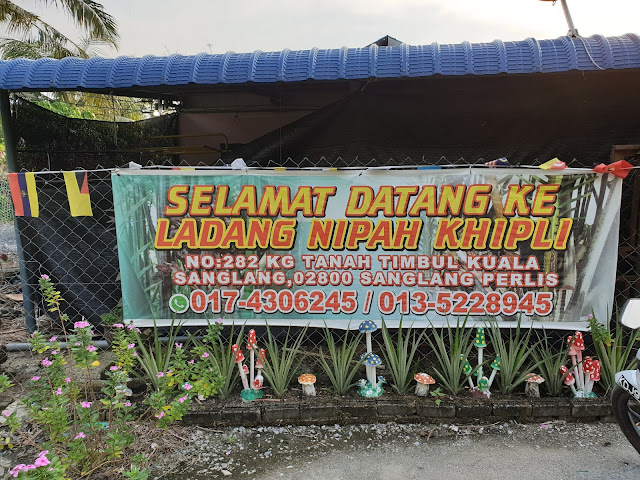 SELAMAT DATANG KE
LADANG NIPAH KHIPLI
NO:282 KG TANAH TIMBUL KUALA
SANGLANG,02800 SANGLANG PERLIS
017-4306245 / 013-5228945